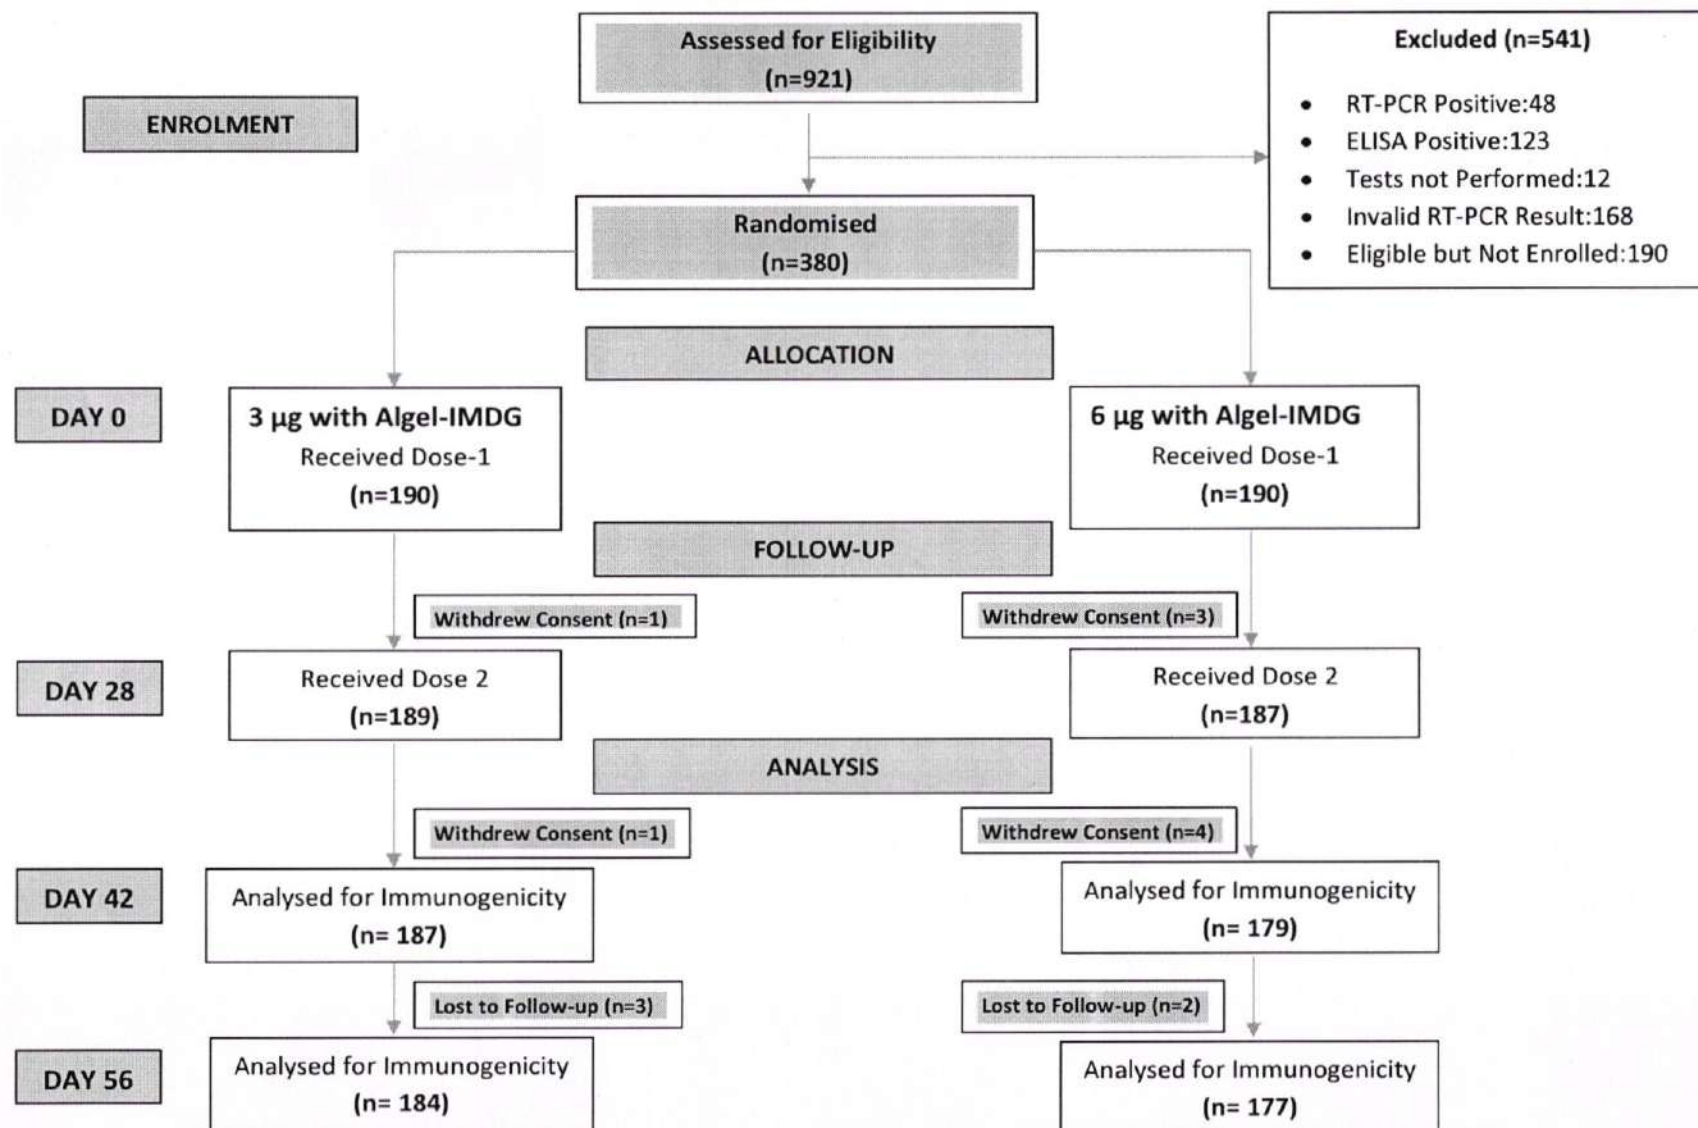 Assessed for Eligibility
(n=921)
Excluded (n=541)
• RT-PCR Positive:48
• ELISA Positive:123
• Tests not Performed:12
• Invalid RT-PCR Result:168
• Eligible but Not Enrolled:190
ENROLMENT
Randomised
(n=380)
ALLOCATION
DAY 0
3 µg with Algel-IMDG
Received Dose-1
(n=190)
6 µg with Algel-IMDG
Received Dose-1
(n=190)
FOLLOW-UP
Withdrew Consent (n=1)
Withdrew Consent (n=3)
DAY 28
Received Dose 2
(n=189)
Received Dose 2
(n=187)
ANALYSIS
Withdrew Consent (n=1)
Withdrew Consent (n=4)
DAY 42
Analysed for Immunogenicity
(n= 187)
Analysed for Immunogenicity
(n= 179)
Lost to Follow-up (n=3)
Lost to Follow-up (n=2)
DAY 56
Analysed for Immunogenicity
(n= 184)
Analysed for Immunogenicity
(n= 177)